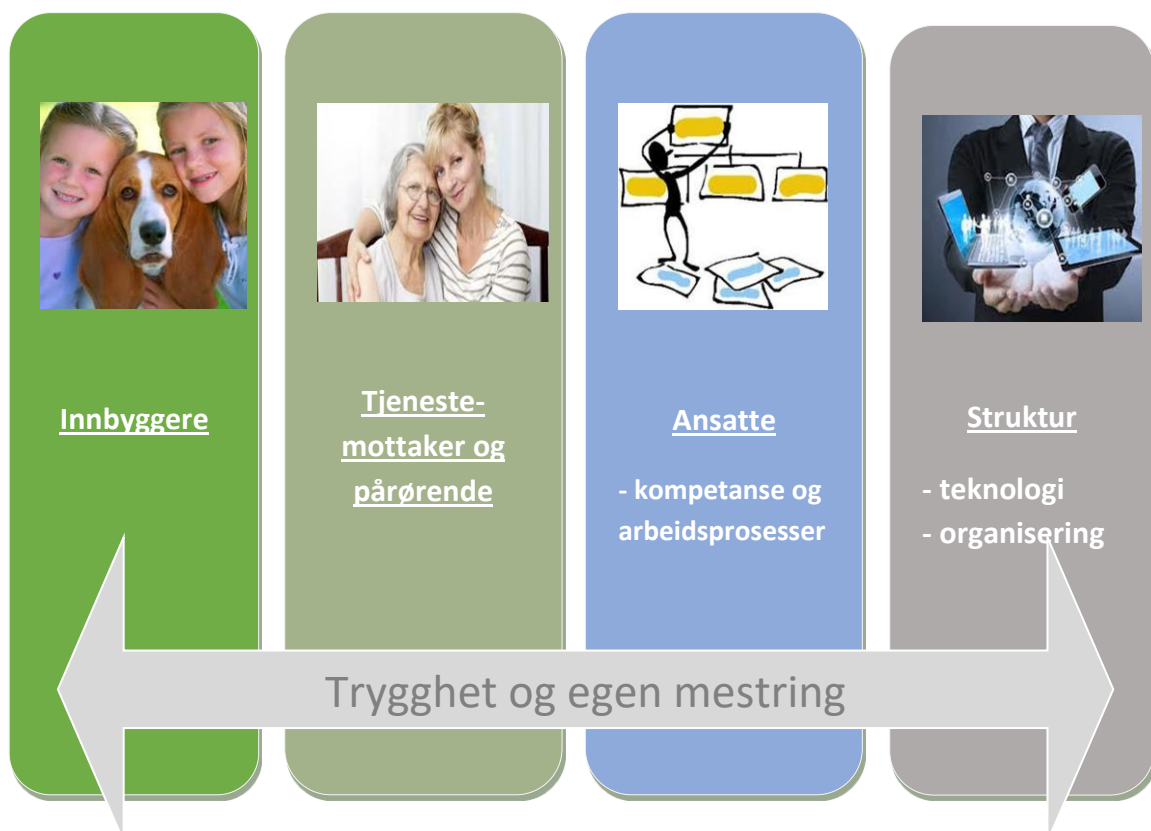 Innbyggere
Tjeneste-
mottaker og
pårørende
Ansatte
- kompetanse og
arbeidsprosesser
Struktur
- teknologi
- organisering
Trygghet og egen mestring